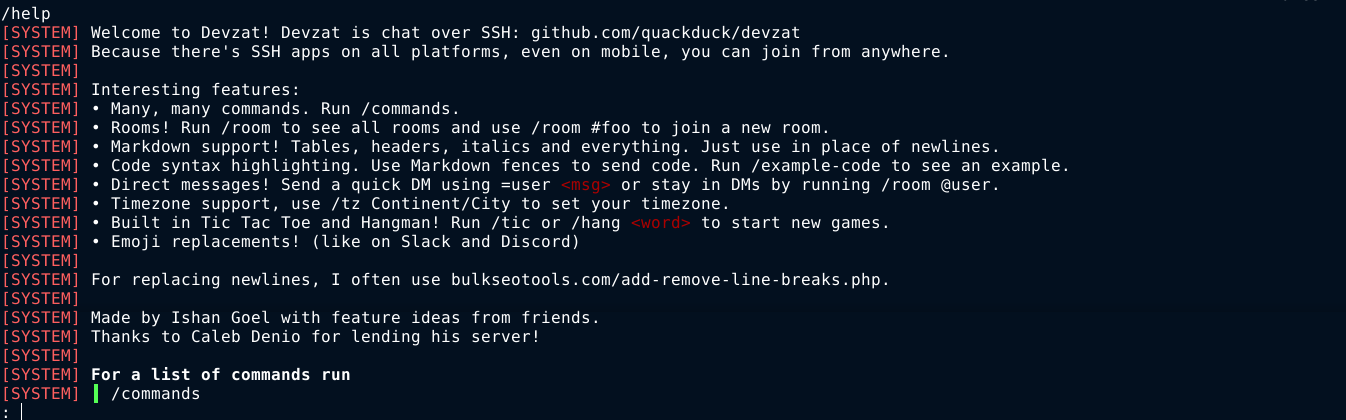 /help
[SYSTEM] Welcome to Devzat! Devzat is chat over SSH: github.com/quackduck/devzat
[SYSTEM] Because there's SSH apps on all platforms, even on mobile, you can join from anywhere.
[SYSTEM]
[SYSTEM] Interesting features:
[SYSTEM] • Many, many commands. Run /commands.
[SYSTEM] • Rooms! Run /room to see all rooms and use /room #foo to join a new room.
[SYSTEM] • Markdown support! Tables, headers, italics and everything. Just use in place of newlines.
[SYSTEM] • Code syntax highlighting. Use Markdown fences to send code. Run /example-code to see an example.
[SYSTEM] • Direct messages! Send a quick DM using =user <msg> or stay in DMs by running /room @user.
[SYSTEM] • Timezone support, use /tz Continent/City to set your timezone.
[SYSTEM] • Built in Tic Tac Toe and Hangman! Run /tic or /hang <word> to start new games.
[SYSTEM] • Emoji replacements! (like on Slack and Discord)
[SYSTEM]
[SYSTEM] For replacing newlines, I often use bulkseotools.com/add-remove-line-breaks.php.
[SYSTEM]
[SYSTEM] Made by Ishan Goel with feature ideas from friends.
[SYSTEM] Thanks to Caleb Denio for lending his server!
[SYSTEM]
[SYSTEM] For a list of commands run
[SYSTEM] /commands
: